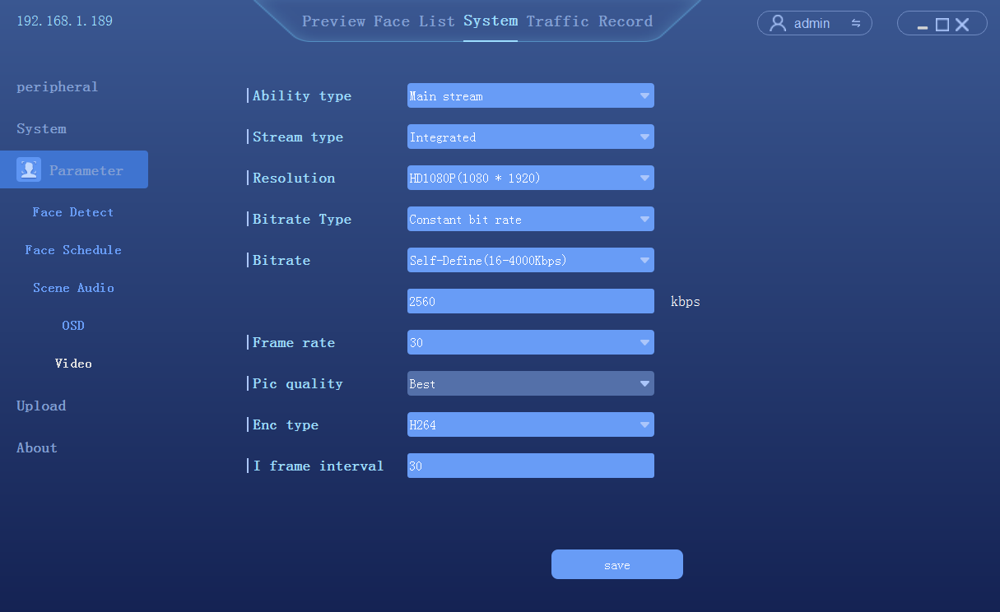 192.168.1.189
Preview Face List System Traffic Record
admin
peripheral
System
Parameter
Face Detect
Face Schedule
Scene Audio
OSD
Video
Upload
About
Ability type Main stream
Stream type Integrated
Resolution HD1080P(1080 * 1920)
Bitrate Type Constant bit rate
Bitrate Self-Define(16-4000Kbps)
2560 kbps
Frame rate 30
Pic quality Best
Enc type H264
I frame interval 30
save